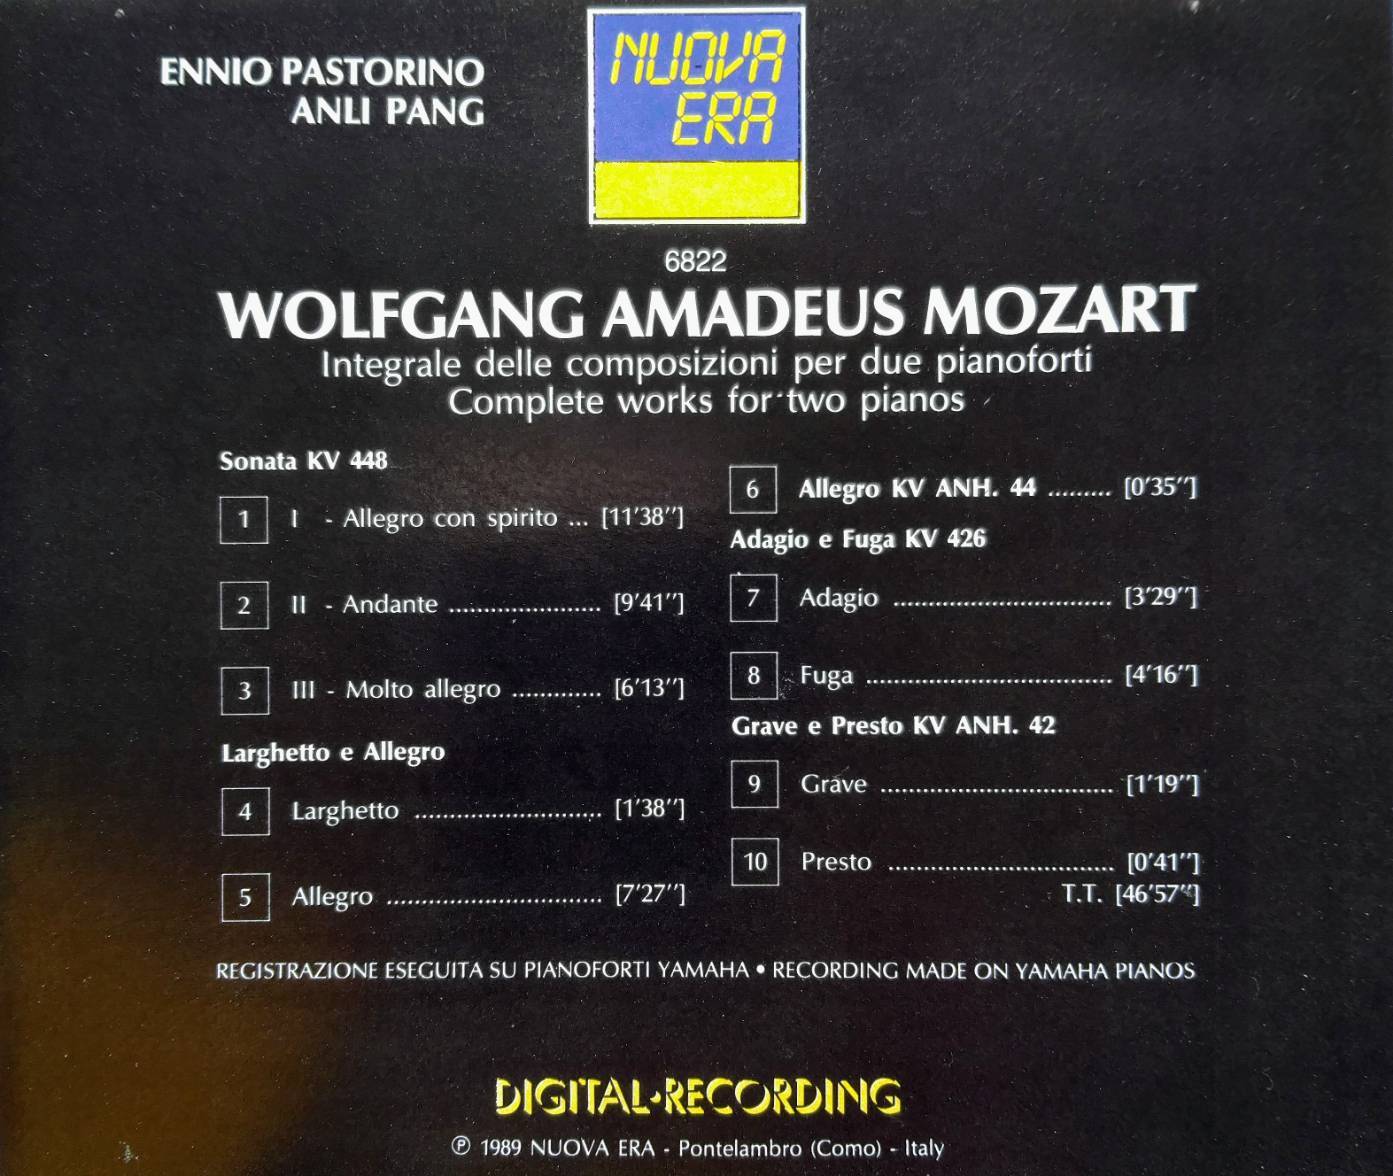 ENNIO PASTORINO
ANLI PANG
NUOVA
ERA
6822
WOLFGANG AMADEUS MOZART
Integrale delle composizioni per due pianoforti
Complete works for two pianos
Sonata KV 448
1 I - Allegro con spirito ... [11'38'']
2 II - Andante ...................... [9'41'']
3 III - Molto allegro ............. [6'13'']
Larghetto e Allegro
4 Larghetto ........................... [1'38'']
5 Allegro ............................... [7'27'']
6 Allegro KV ANH. 44 ......... [0'35'']
Adagio e Fuga KV 426
7 Adagio ................................ [3'29'']
8 Fuga .................................... [4'16'']
Grave e Presto KV ANH. 42
9 Grave .................................. [1'19'']
10 Presto ................................. [0'41'']
T.T. [46'57'']
REGISTRAZIONE ESEGUITA SU PIANOFORTI YAMAHA • RECORDING MADE ON YAMAHA PIANOS
DIGITAL·RECORDING
℗ 1989 NUOVA ERA - Pontelambro (Como) - Italy